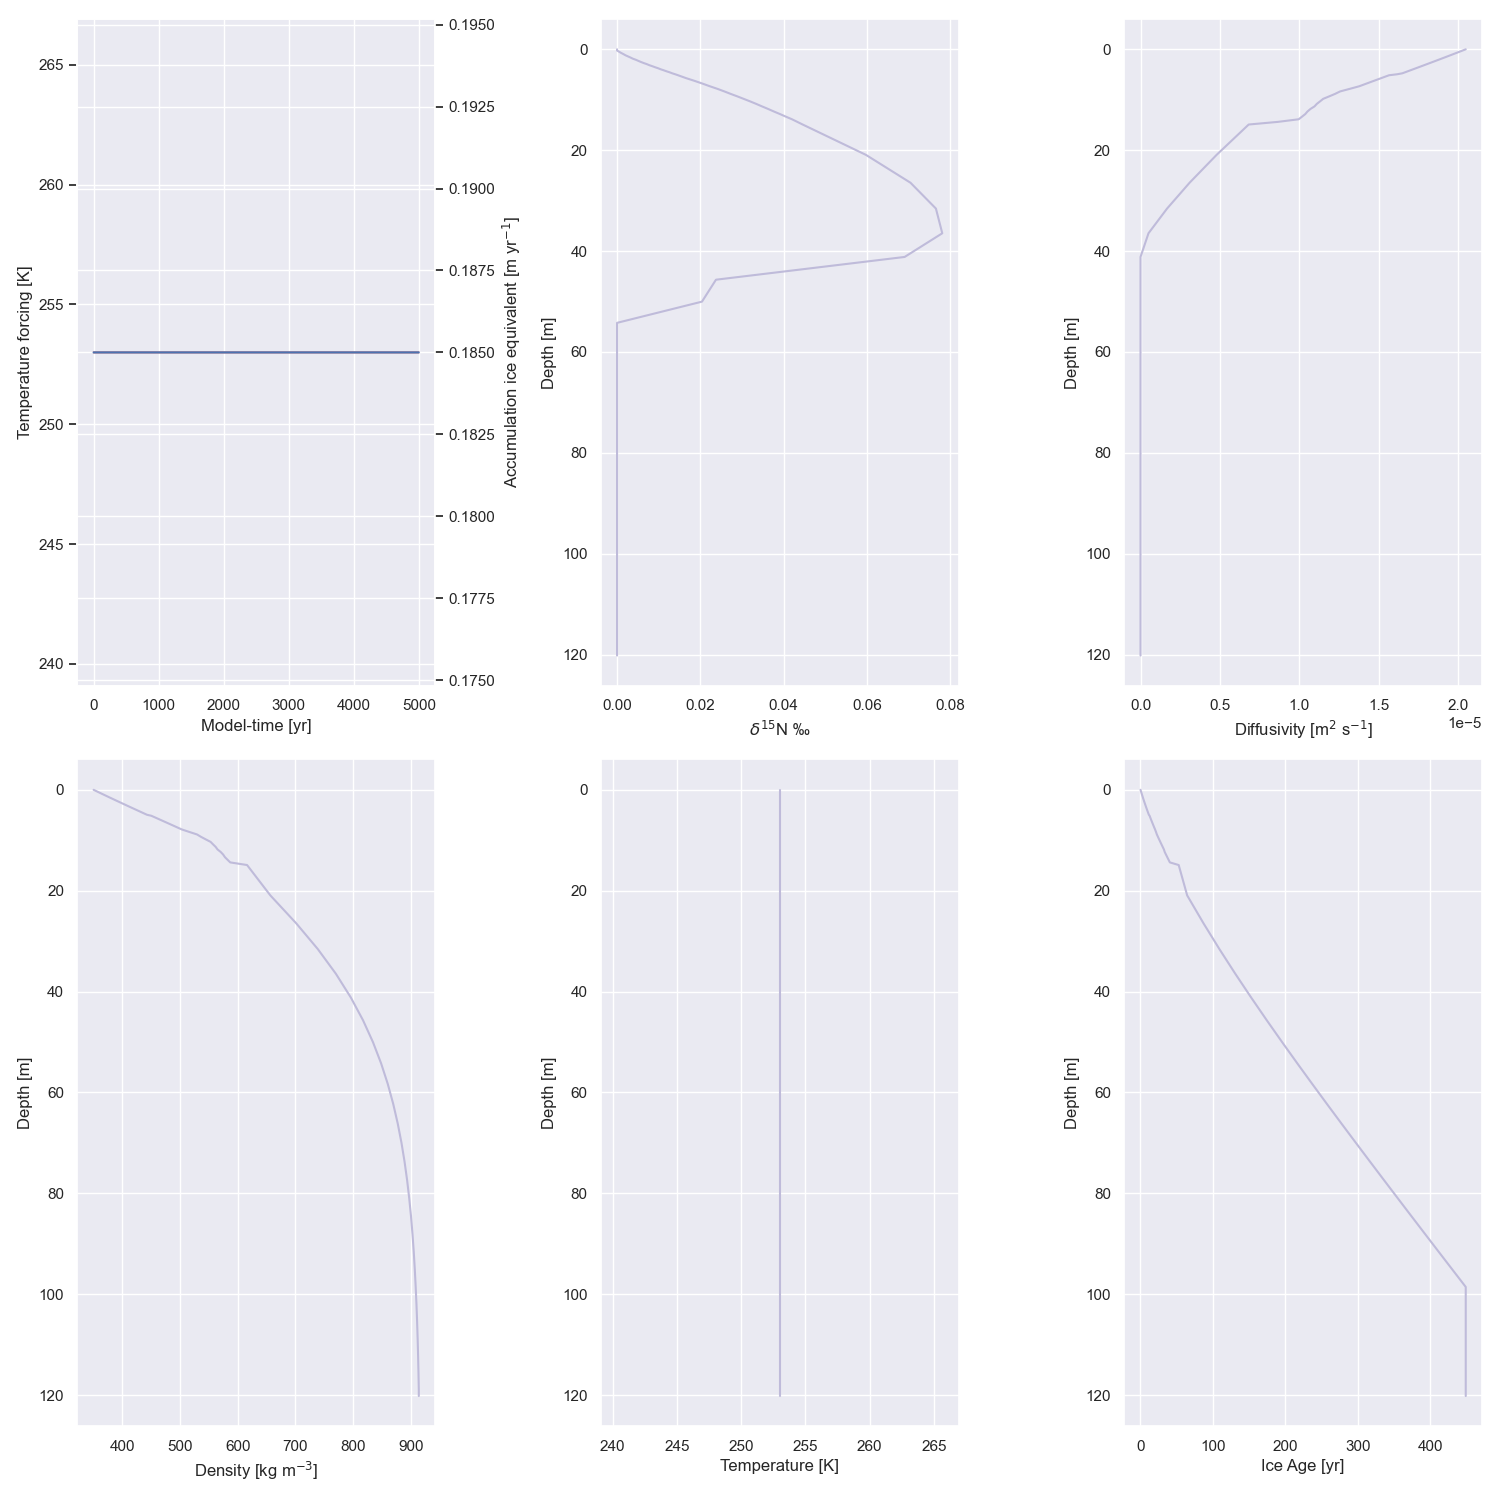 265
260
255
250
245
240
Temperature forcing [K]
0 1000 2000 3000 4000 5000
Model-time [yr]
0.1950
0.1925
0.1900
0.1875
0.1850
0.1825
0.1800
0.1775
0.1750
Accumulation ice equivalent [m yr⁻¹]
0
20
40
60
80
100
120
Depth [m]
0.00 0.02 0.04 0.06 0.08
δ¹⁵N ‰
0
20
40
60
80
100
120
Depth [m]
0.0 0.5 1.0 1.5 2.0
1e−5
Diffusivity [m² s⁻¹]
0
20
40
60
80
100
120
Depth [m]
400 500 600 700 800 900
Density [kg m⁻³]
0
20
40
60
80
100
120
Depth [m]
240 245 250 255 260 265
Temperature [K]
0
20
40
60
80
100
120
Depth [m]
0 100 200 300 400
Ice Age [yr]